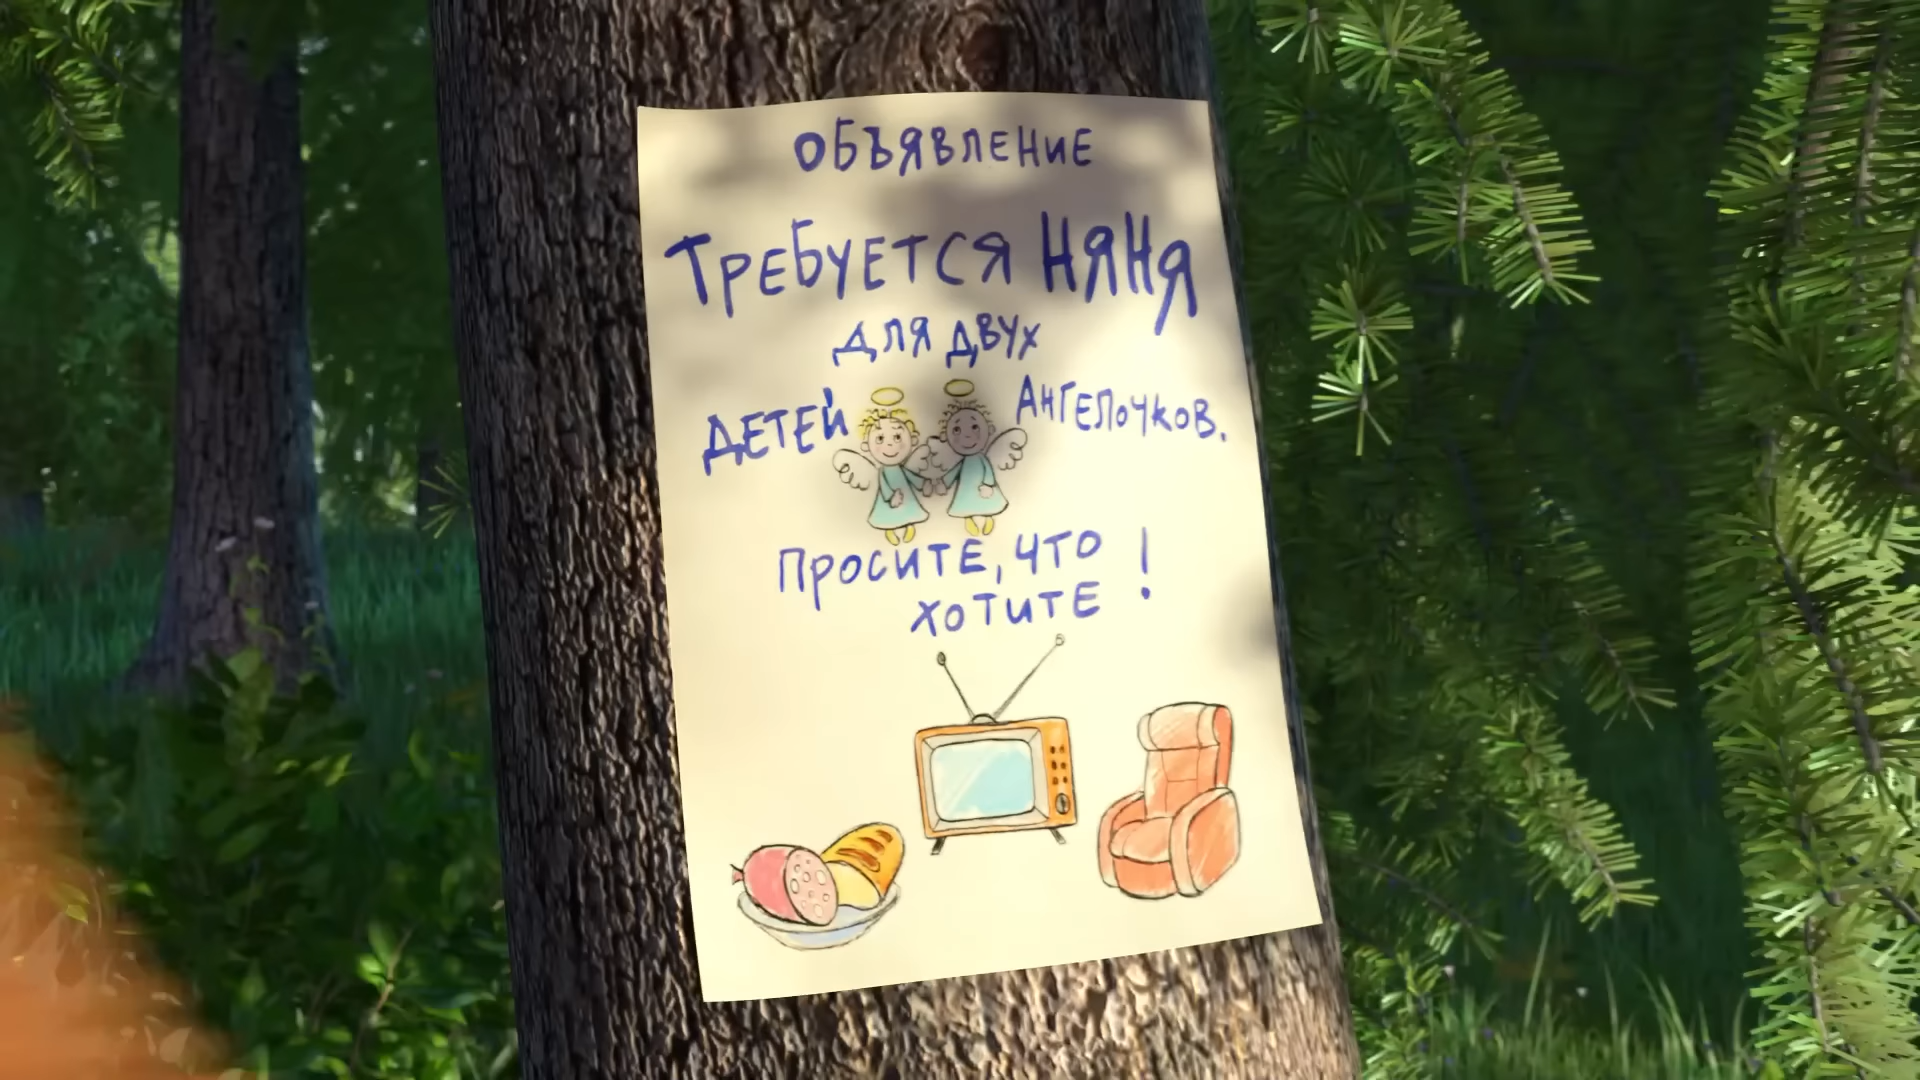 ОБЪЯВЛЕНИЕ
ТРЕБУЕТСЯ НЯНЯ
ДЛЯ ДВУХ
ДЕТЕЙ АНГЕЛОЧКОВ.
ПРОСИТЕ, ЧТО
ХОТИТЕ !